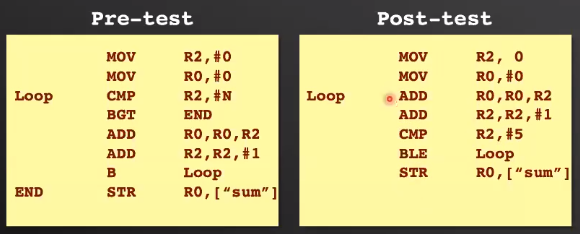 Pre-test
MOV R2,#0
MOV R0,#0
Loop CMP R2,#N
BGT END
ADD R0,R0,R2
ADD R2,R2,#1
B Loop
END STR R0,[“sum”]
Post-test
MOV R2, 0
MOV R0,#0
Loop ADD R0,R0,R2
ADD R2,R2,#1
CMP R2,#5
BLE Loop
STR R0,[“sum”]